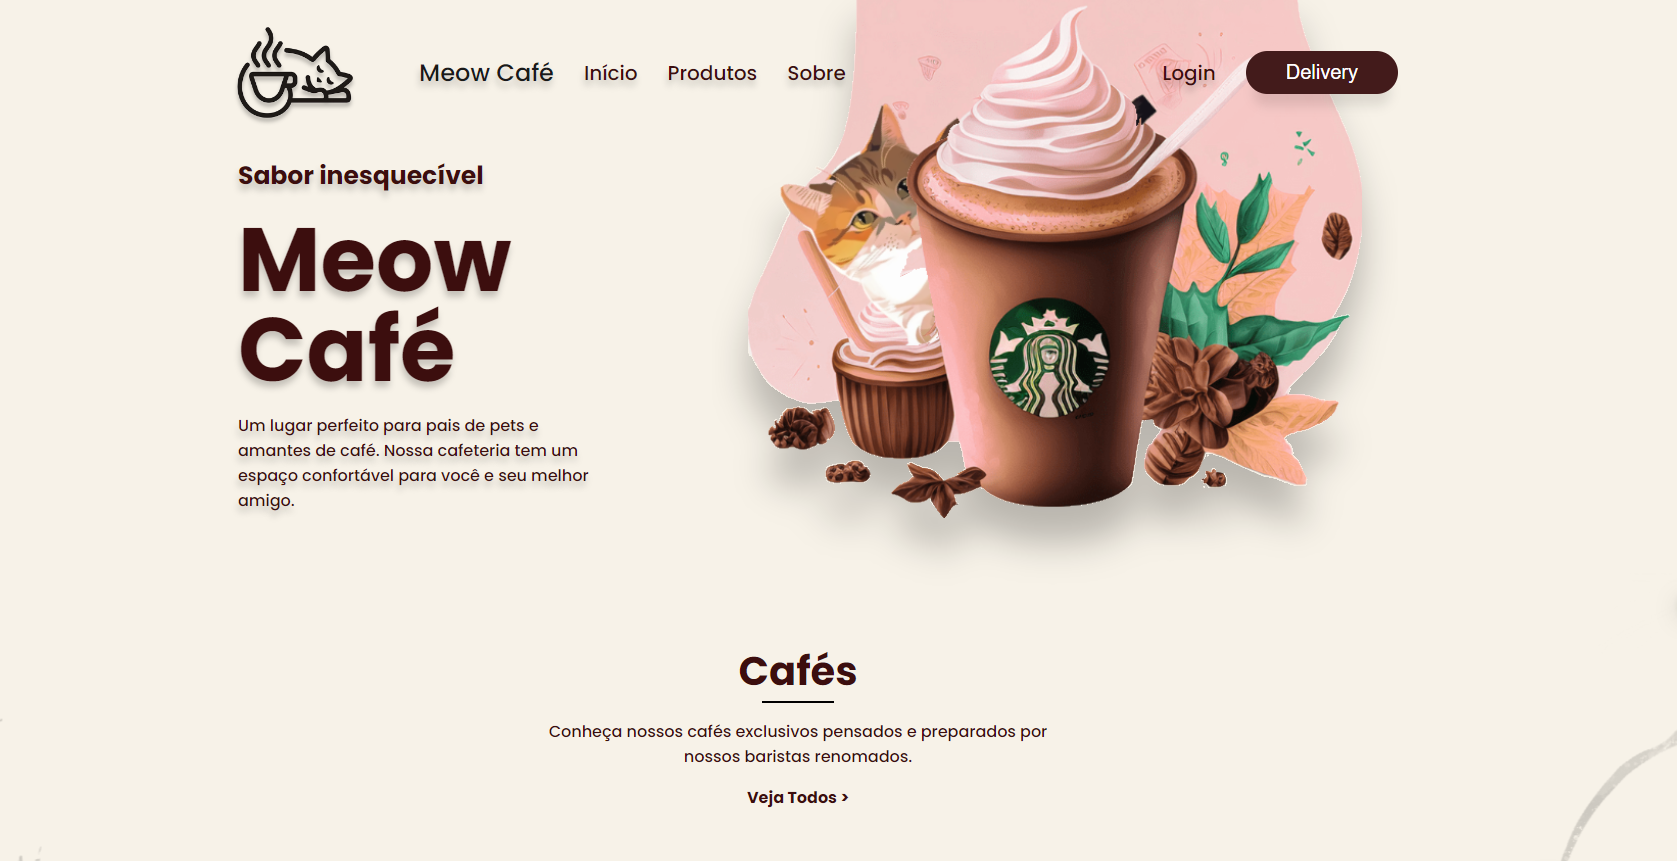 Meow Café Início Produtos Sobre Login Delivery
Sabor inesquecível
Meow
Café
Um lugar perfeito para pais de pets e
amantes de café. Nossa cafeteria tem um
espaço confortável para você e seu melhor
amigo.
Cafés
Conheça nossos cafés exclusivos pensados e preparados por
nossos baristas renomados.
Veja Todos >